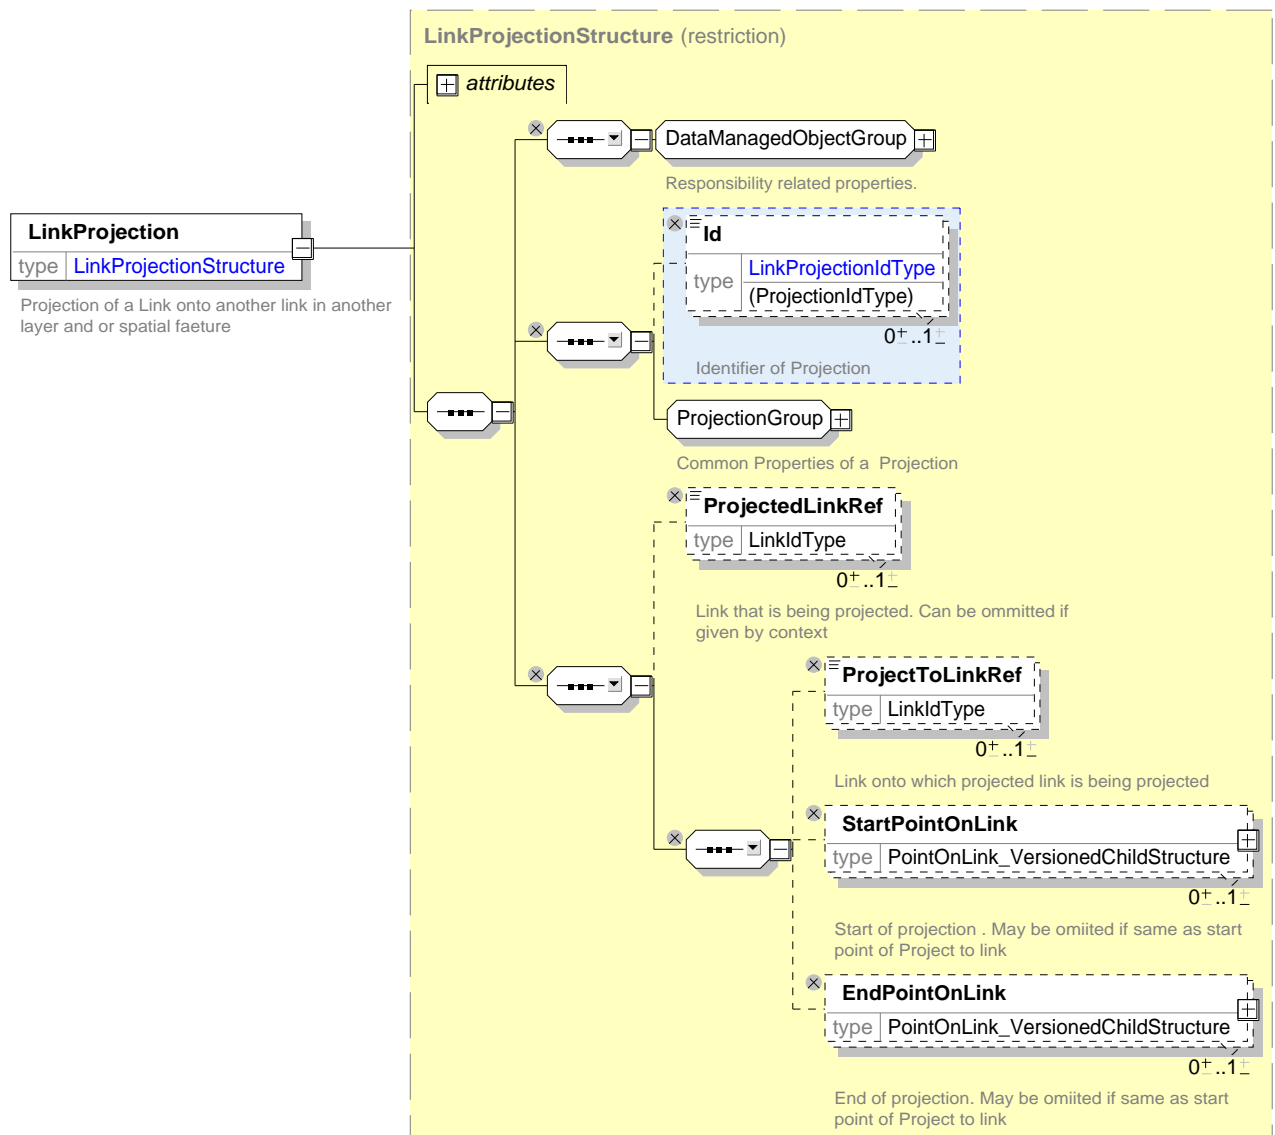 LinkProjectionStructure (restriction)
attributes
DataManagedObjectGroup
Responsibility related properties.
LinkProjection
type LinkProjectionStructure
Projection of a Link onto another link in another
layer and or spatial faeture
Id
type LinkProjectionIdType
(ProjectionIdType)
0..1
Identifier of Projection
ProjectionGroup
Common Properties of a  Projection
ProjectedLinkRef
type LinkIdType
0..1
Link that is being projected. Can be ommitted if
given by context
ProjectToLinkRef
type LinkIdType
0..1
Link onto which projected link is being projected
StartPointOnLink
type PointOnLink_VersionedChildStructure
0..1
Start of projection . May be omiited if same as start
point of Project to link
EndPointOnLink
type PointOnLink_VersionedChildStructure
0..1
End of projection. May be omiited if same as start
point of Project to link